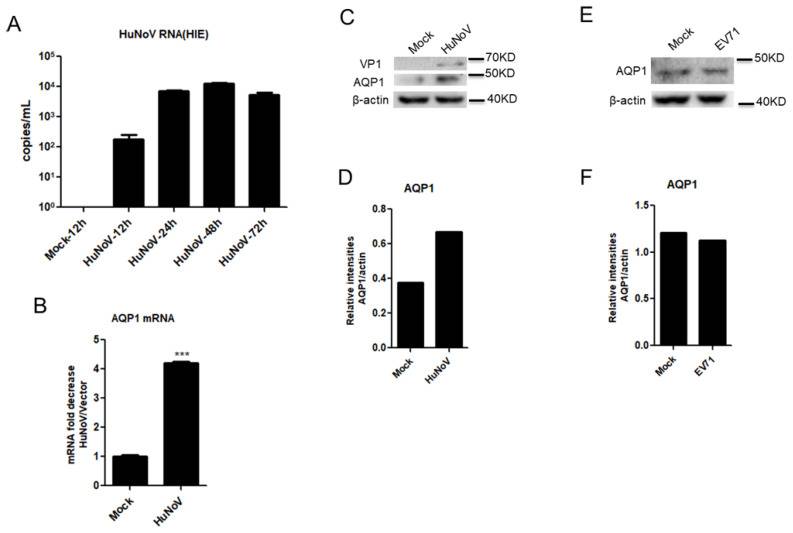 A
HuNoV RNA(HIE)
copies/mL
10⁵
10⁴
10³
10²
10¹
10⁰
Mock-12h
HuNoV-12h
HuNoV-24h
HuNoV-48h
HuNoV-72h
B
AQP1 mRNA
mRNA fold decrease
HuNoV/Vector
5
4
3
2
1
0
***
Mock
HuNoV
C
Mock
HuNoV
VP1
70KD
AQP1
50KD
β-actin
40KD
D
AQP1
Relative intensities
AQP1/actin
0.8
0.6
0.4
0.2
0.0
Mock
HuNoV
E
Mock
EV71
AQP1
50KD
β-actin
40KD
F
AQP1
Relative intensities
AQP1/actin
1.5
1.0
0.5
0.0
Mock
EV71